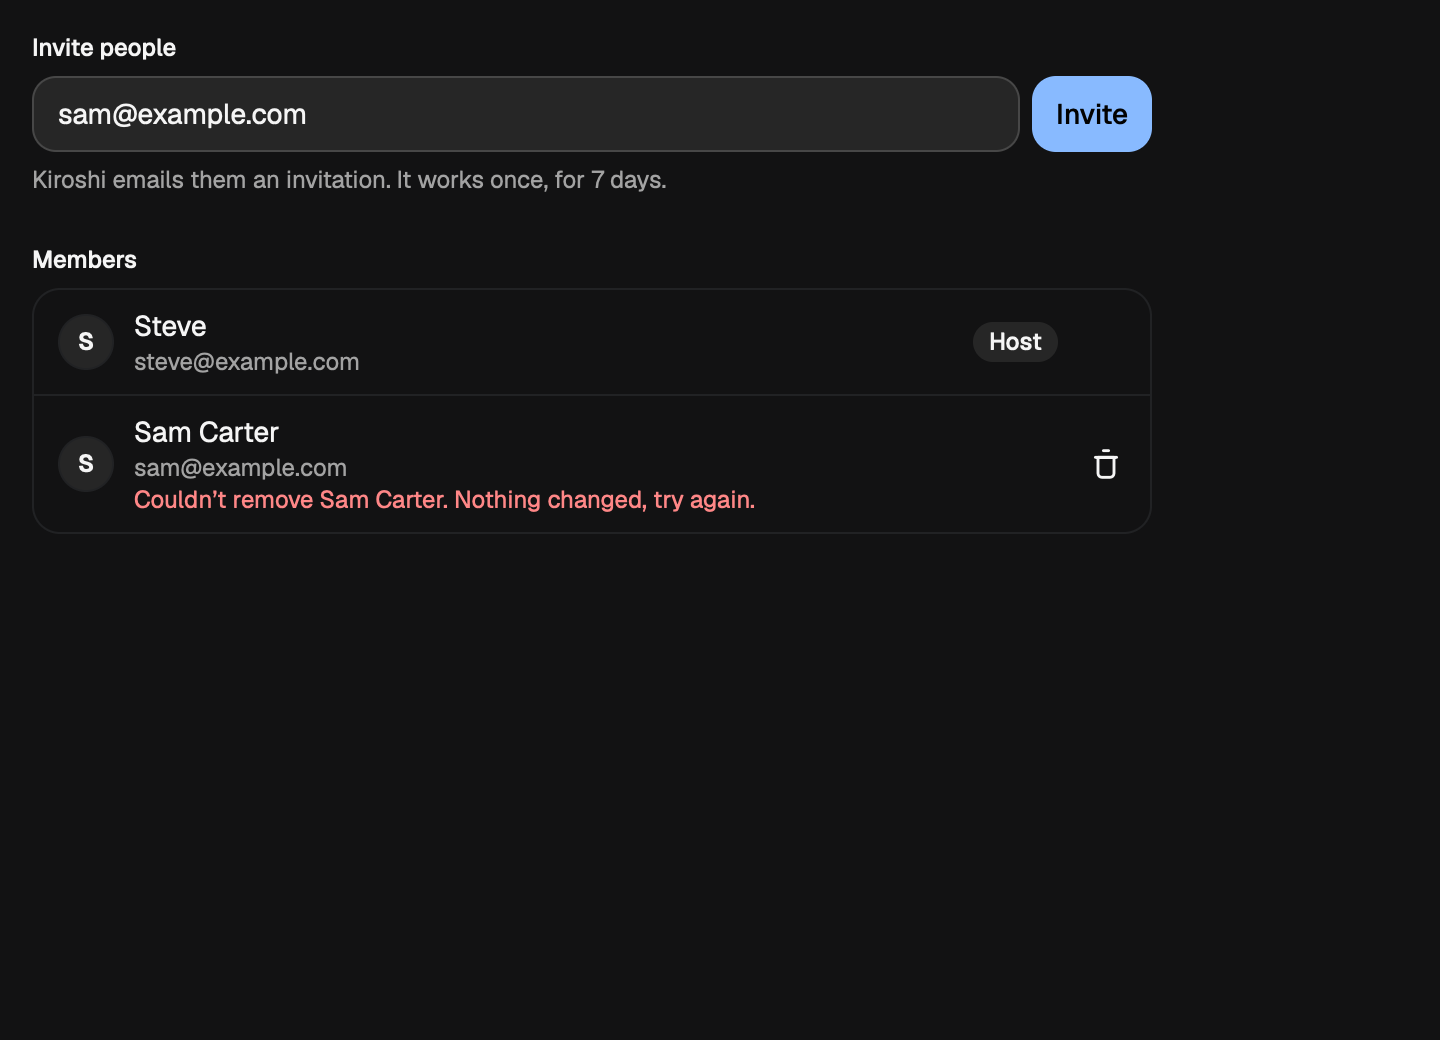 Invite people
sam@example.com
Invite
Kiroshi emails them an invitation. It works once, for 7 days.
Members
S
Steve
steve@example.com
Host
S
Sam Carter
sam@example.com
Couldn’t remove Sam Carter. Nothing changed, try again.